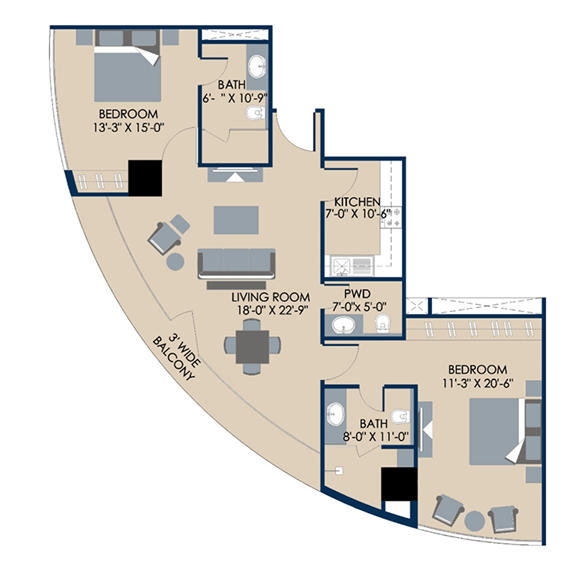 BATH
6'- " X 10'-9"
BEDROOM
13'-3" X 15'-0"
KITCHEN
7'-0" X 10'-6"
LIVING ROOM
18'-0" X 22'-9"
PWD
7'-0"x 5'-0"
3' WIDE
BALCONY
BEDROOM
11'-3" X 20'-6"
BATH
8'-0" X 11'-0"